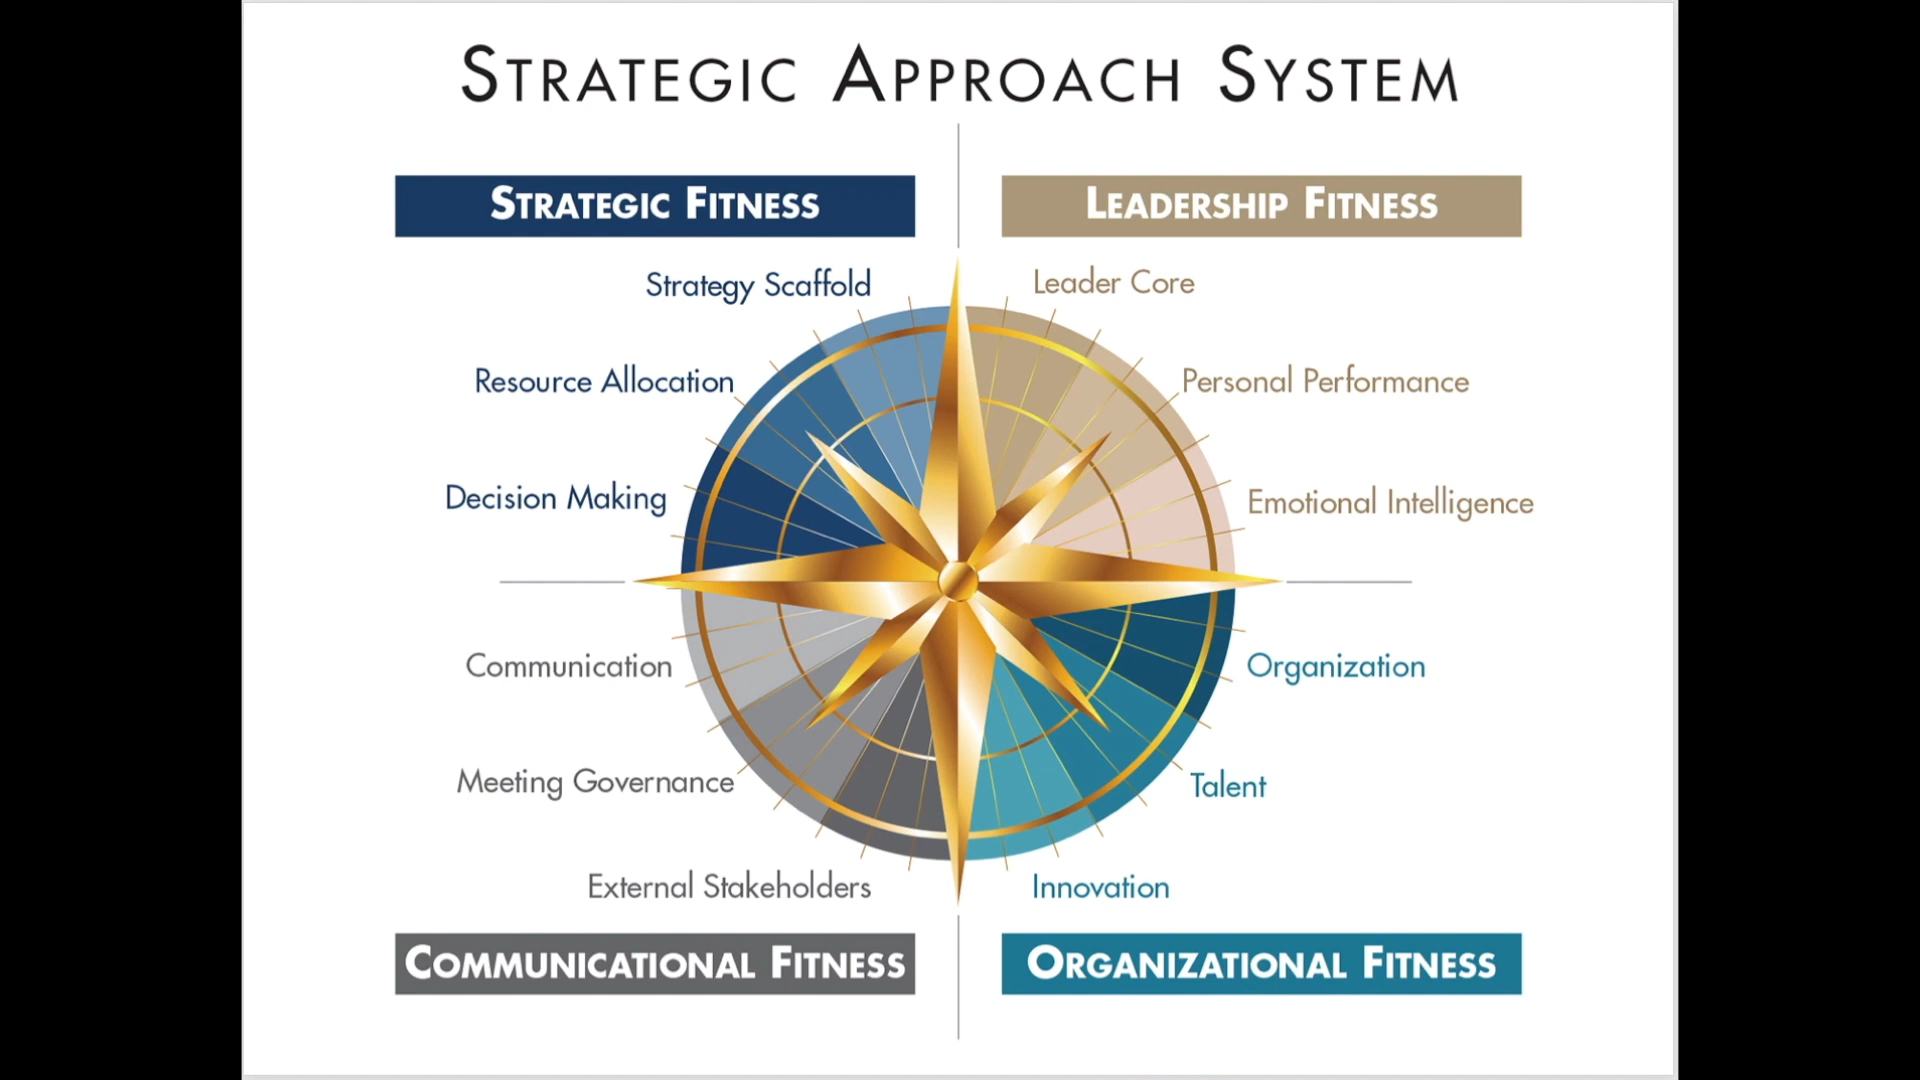 STRATEGIC APPROACH SYSTEM
STRATEGIC FITNESS
LEADERSHIP FITNESS
Strategy Scaffold
Leader Core
Resource Allocation
Personal Performance
Decision Making
Emotional Intelligence
Communication
Organization
Meeting Governance
Talent
External Stakeholders
Innovation
COMMUNICATIONAL FITNESS
ORGANIZATIONAL FITNESS